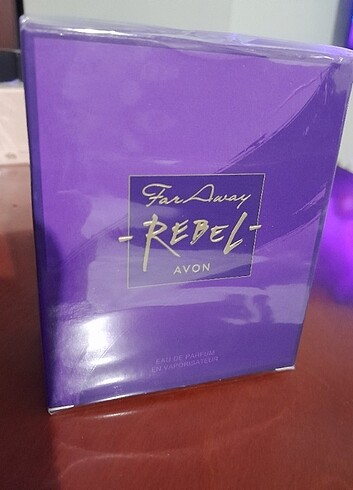 Far Away
-REBEL-
AVON
EAU DE PARFUM
EN VAPORISATEUR